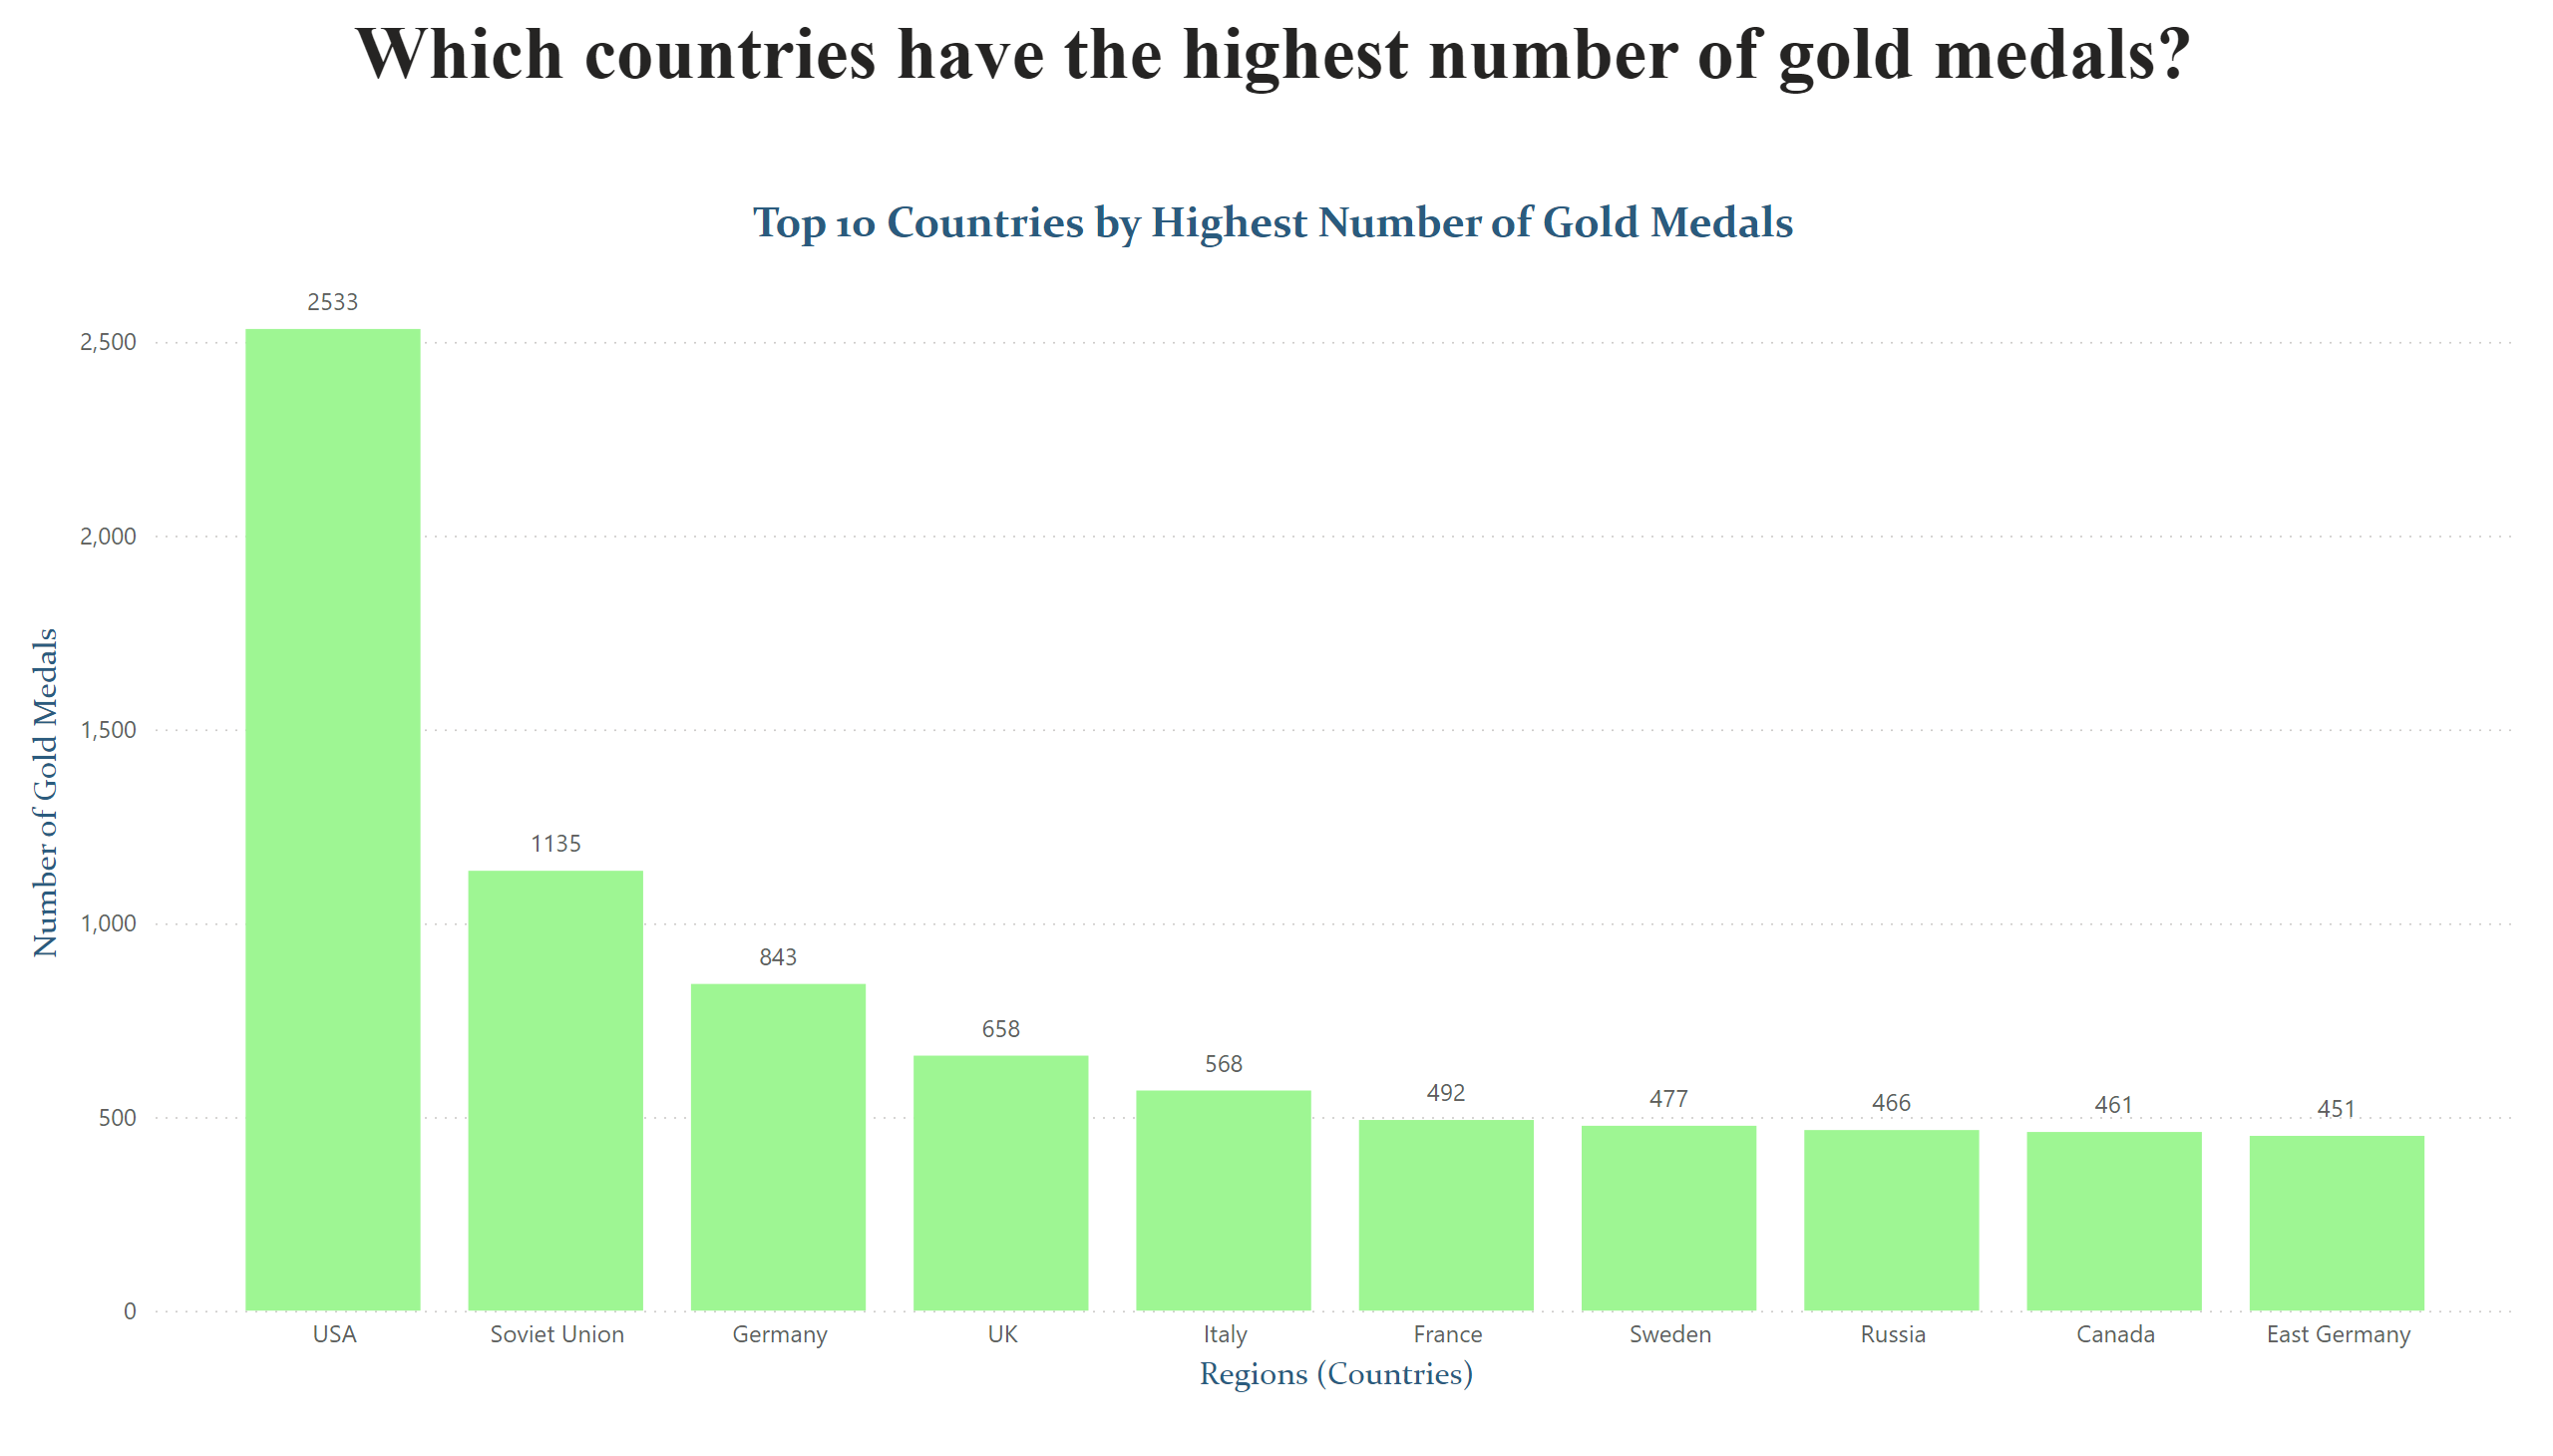 Which countries have the highest number of gold medals?
Top 10 Countries by Highest Number of Gold Medals
Number of Gold Medals
2,500
2,000
1,500
1,000
500
0
2533
1135
843
658
568
492
477
466
461
451
USA
Soviet Union
Germany
UK
Italy
France
Sweden
Russia
Canada
East Germany
Regions (Countries)